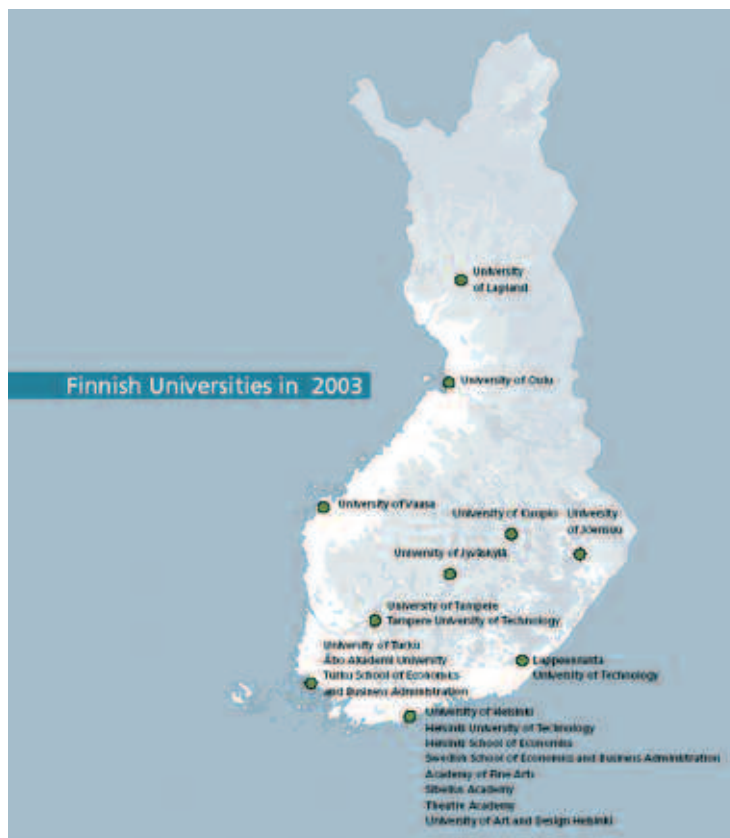 University
of Lapland
Finnish Universities in 2003
University of Oulu
University of Vaasa
University of Kuopio
University
of Joensuu
University of Jyväskylä
University of Tampere
Tampere University of Technology
University of Turku
Åbo Akademi University
Turku School of Economics
and Business Administration
Lappeenranta
University of Technology
University of Helsinki
Helsinki University of Technology
Helsinki School of Economics
Swedish School of Economics and Business Administration
Academy of Fine Arts
Sibelius Academy
Theatre Academy
University of Art and Design Helsinki